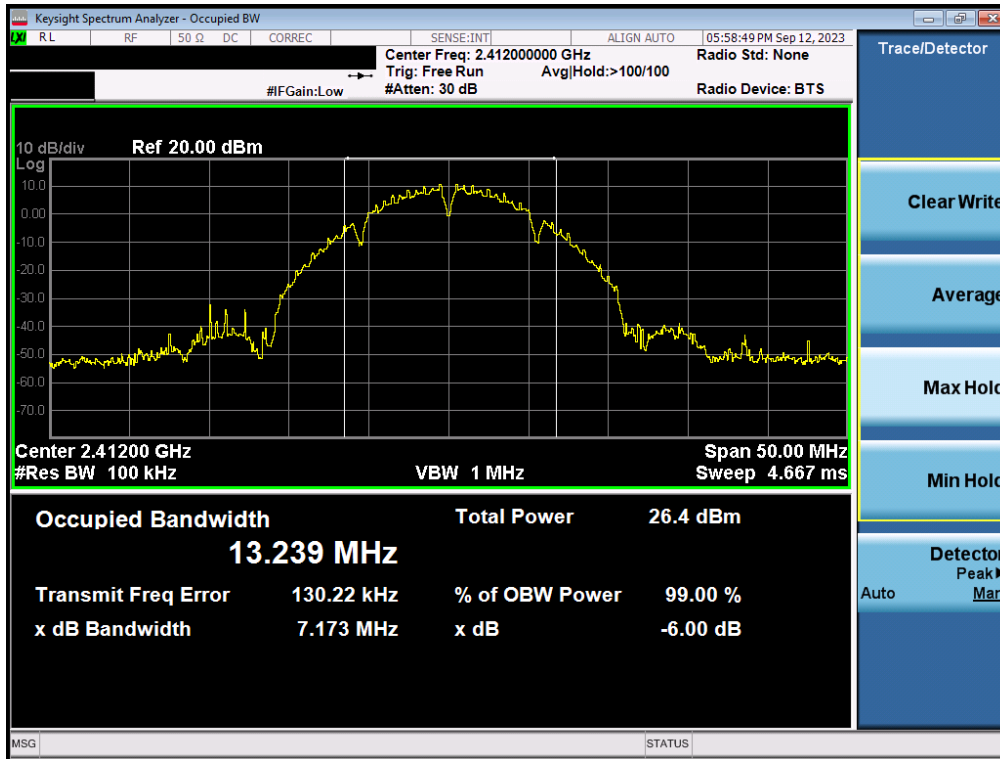 Keysight Spectrum Analyzer - Occupied BW
LXI RL RF 50 Ω DC CORREC SENSE:INT ALIGN AUTO 05:58:49 PM Sep 12, 2023
Center Freq: 2.412000000 GHz Radio Std: None
Trig: Free Run Avg|Hold:>100/100
#IFGain:Low #Atten: 30 dB Radio Device: BTS
Trace/Detector
10 dB/div Ref 20.00 dBm
Log
10.0
0.00
-10.0
-20.0
-30.0
-40.0
-50.0
-60.0
-70.0
Center 2.41200 GHz Span 50.00 MHz
#Res BW 100 kHz VBW 1 MHz Sweep 4.667 ms
Occupied Bandwidth Total Power 26.4 dBm
13.239 MHz
Transmit Freq Error 130.22 kHz % of OBW Power 99.00 %
x dB Bandwidth 7.173 MHz x dB -6.00 dB
Clear Write
Average
Max Hold
Min Hold
Detector
Peak
Auto Man
MSG STATUS